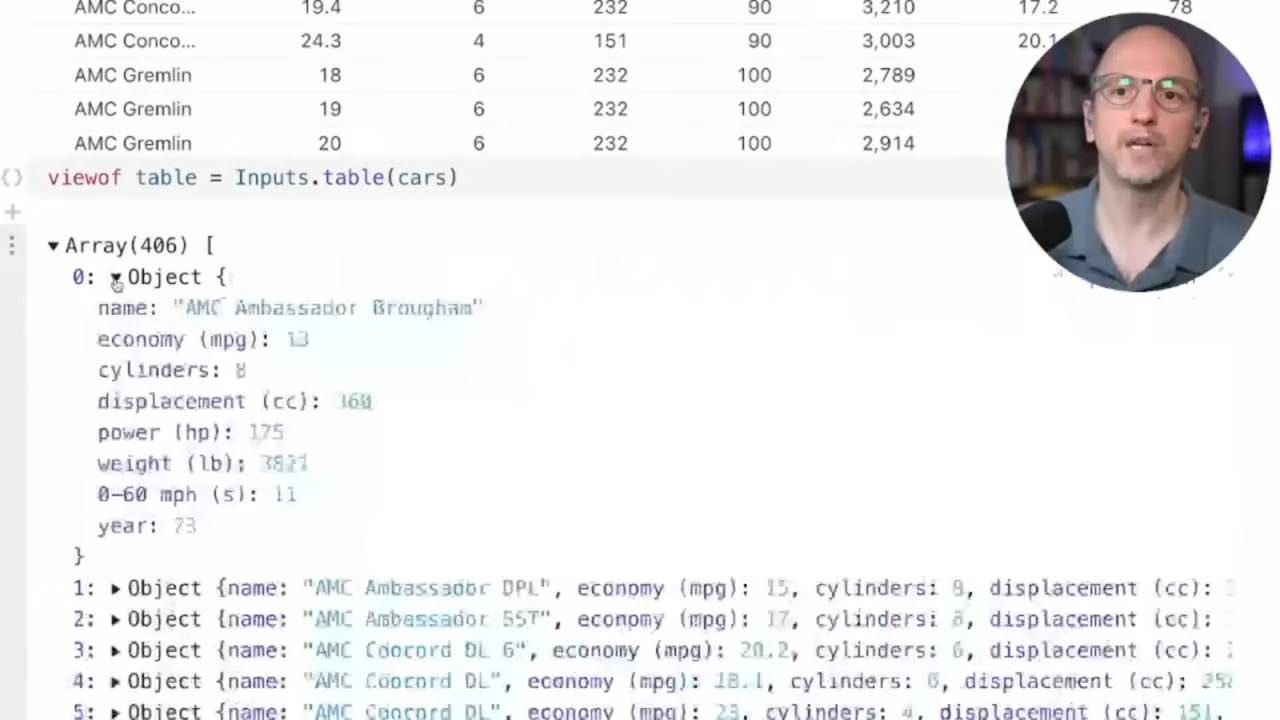 AMC Conco... 19.4 6 232 90 3,210 17.2 78
AMC Conco... 24.3 4 151 90 3,003 20.1
AMC Gremlin 18 6 232 100 2,789
AMC Gremlin 19 6 232 100 2,634
AMC Gremlin 20 6 232 100 2,914
{} viewof table = Inputs.table(cars)
+
▼Array(406) [
0: ▼Object {
name: "AMC Ambassador Brougham"
economy (mpg): 13
cylinders: 8
displacement (cc): 360
power (hp): 175
weight (lb): 3821
0–60 mph (s): 11
year: 73
}
1: ▶Object {name: "AMC Ambassador DPL", economy (mpg): 15, cylinders: 8, displacement (cc):
2: ▶Object {name: "AMC Ambassador SST", economy (mpg): 17, cylinders: 8, displacement (cc):
3: ▶Object {name: "AMC Concord DL 6", economy (mpg): 20.2, cylinders: 6, displacement (cc):
4: ▶Object {name: "AMC Concord DL", economy (mpg): 18.1, cylinders: 6, displacement (cc):
5: ▶Object {name: "AMC Concord DL", economy (mpg): 23, cylinders: 4, displacement (cc): 151,